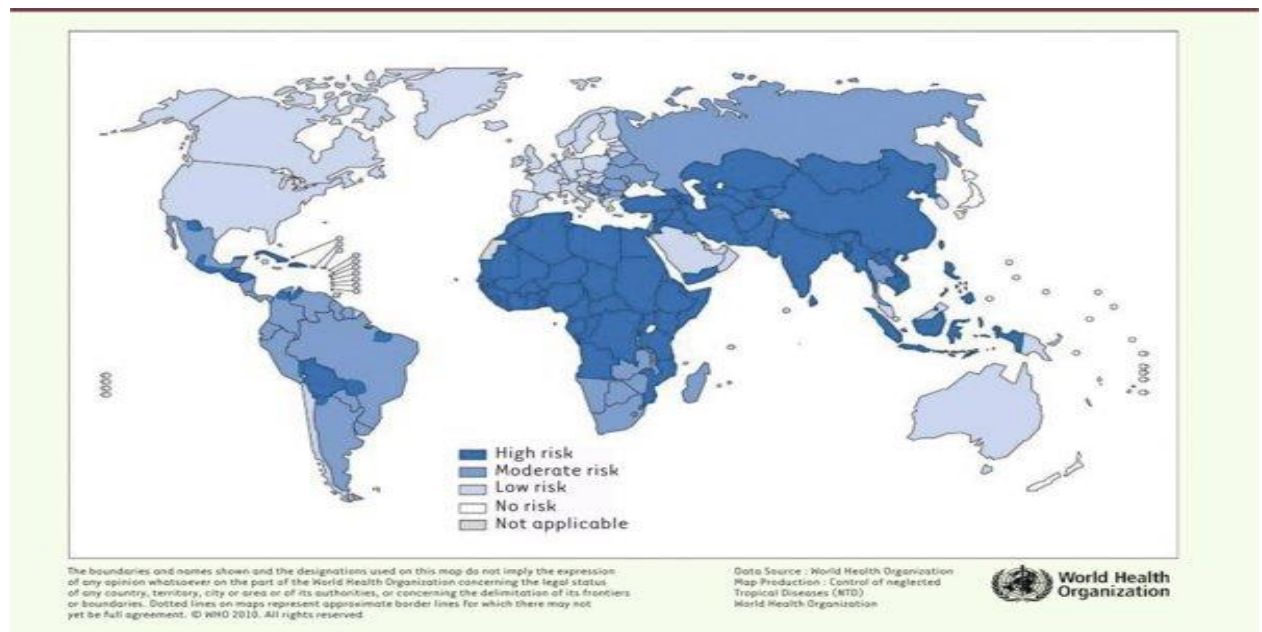 High risk
Moderate risk
Low risk
No risk
Not applicable
The boundaries and names shown and the designations used on this map do not imply the expression
of any opinion whatsoever on the part of the World Health Organization concerning the legal status
of any country, territory, city or area or of its authorities, or concerning the delimitation of its frontiers
or boundaries. Dotted lines on maps represent approximate border lines for which there may not
yet be full agreement. © WHO 2010. All rights reserved
Data Source : World Health Organization
Map Production : Control of neglected
Tropical Diseases (NTD)
World Health Organization
World Health
Organization